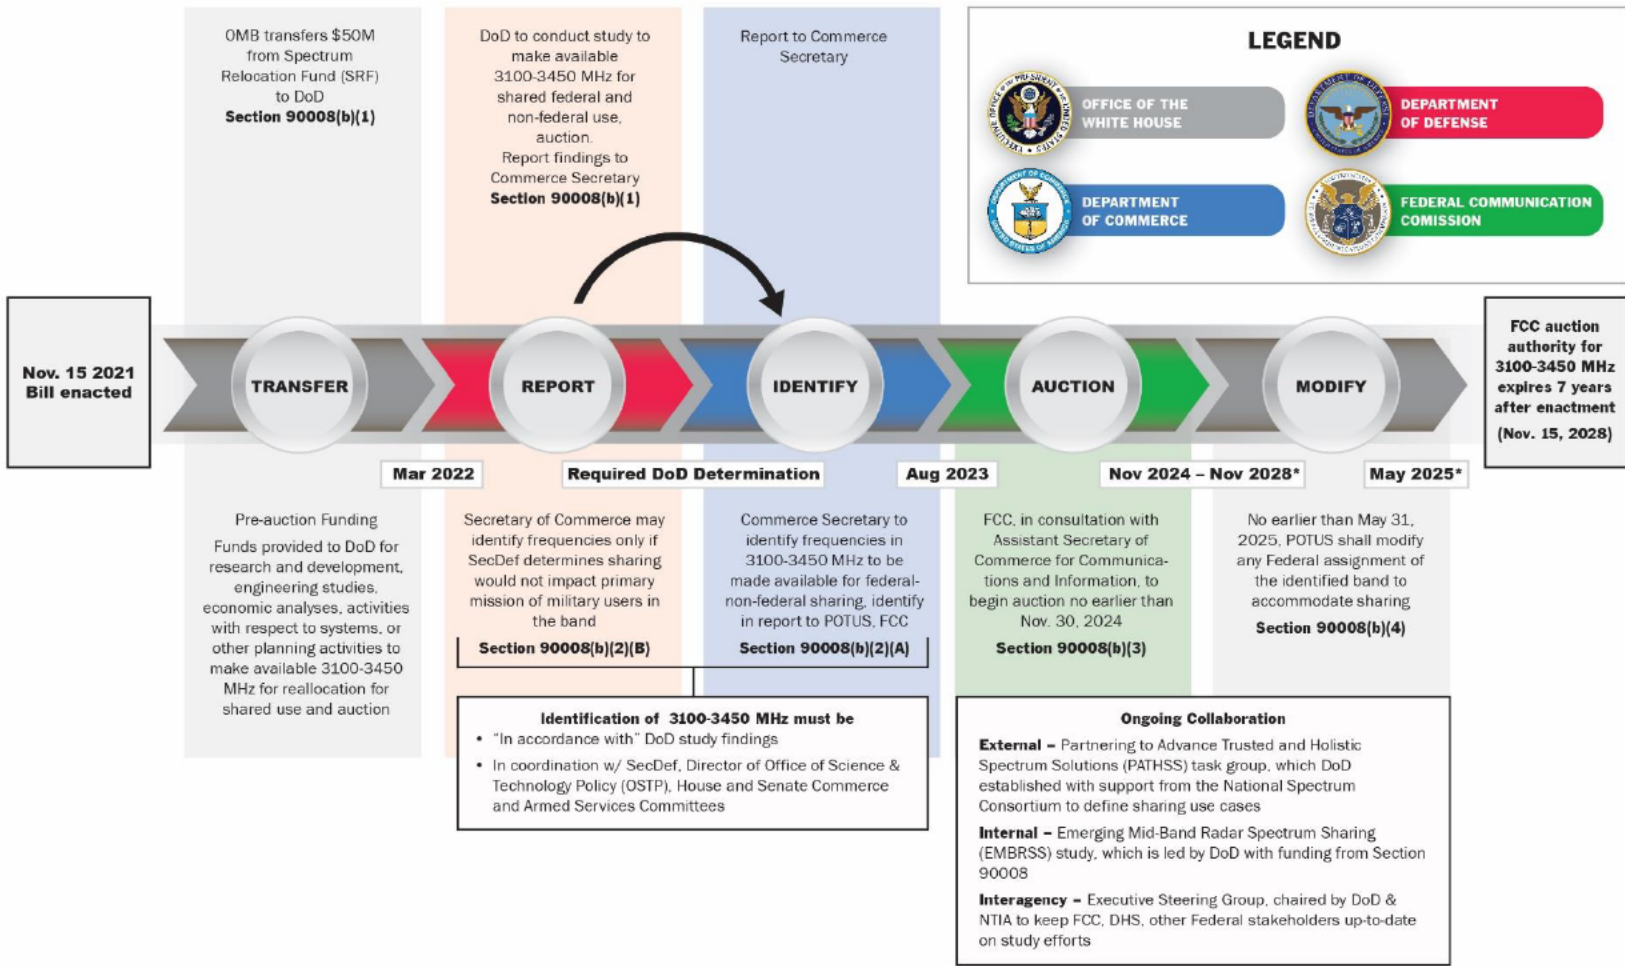 OMB transfers $50M
from Spectrum
Relocation Fund (SRF)
to DoD
Section 90008(b)(1)
DoD to conduct study to
make available
3100-3450 MHz for
shared federal and
non-federal use,
auction.
Report findings to
Commerce Secretary
Section 90008(b)(1)
Report to Commerce
Secretary
LEGEND
OFFICE OF THE
WHITE HOUSE
DEPARTMENT
OF DEFENSE
DEPARTMENT
OF COMMERCE
FEDERAL COMMUNICATION
COMISSION
Nov. 15 2021
Bill enacted
TRANSFER
REPORT
IDENTIFY
AUCTION
MODIFY
FCC auction
authority for
3100-3450 MHz
expires 7 years
after enactment
(Nov. 15, 2028)
Mar 2022
Required DoD Determination
Aug 2023
Nov 2024 – Nov 2028*
May 2025*
Pre-auction Funding
Funds provided to DoD for
research and development,
engineering studies,
economic analyses, activities
with respect to systems, or
other planning activities to
make available 3100-3450
MHz for reallocation for
shared use and auction
Secretary of Commerce may
identify frequencies only if
SecDef determines sharing
would not impact primary
mission of military users in
the band
Section 90008(b)(2)(B)
Commerce Secretary to
identify frequencies in
3100-3450 MHz to be
made available for federal-
non-federal sharing, identify
in report to POTUS, FCC
Section 90008(b)(2)(A)
FCC, in consultation with
Assistant Secretary of
Commerce for Communica-
tions and Information, to
begin auction no earlier than
Nov. 30, 2024
Section 90008(b)(3)
No earlier than May 31,
2025, POTUS shall modify
any Federal assignment of
the identified band to
accommodate sharing
Section 90008(b)(4)
Identification of 3100-3450 MHz must be
• "In accordance with" DoD study findings
• In coordination w/ SecDef, Director of Office of Science &
Technology Policy (OSTP), House and Senate Commerce
and Armed Services Committees
Ongoing Collaboration
External – Partnering to Advance Trusted and Holistic
Spectrum Solutions (PATHSS) task group, which DoD
established with support from the National Spectrum
Consortium to define sharing use cases
Internal – Emerging Mid-Band Radar Spectrum Sharing
(EMBRSS) study, which is led by DoD with funding from Section
90008
Interagency – Executive Steering Group, chaired by DoD &
NTIA to keep FCC, DHS, other Federal stakeholders up-to-date
on study efforts